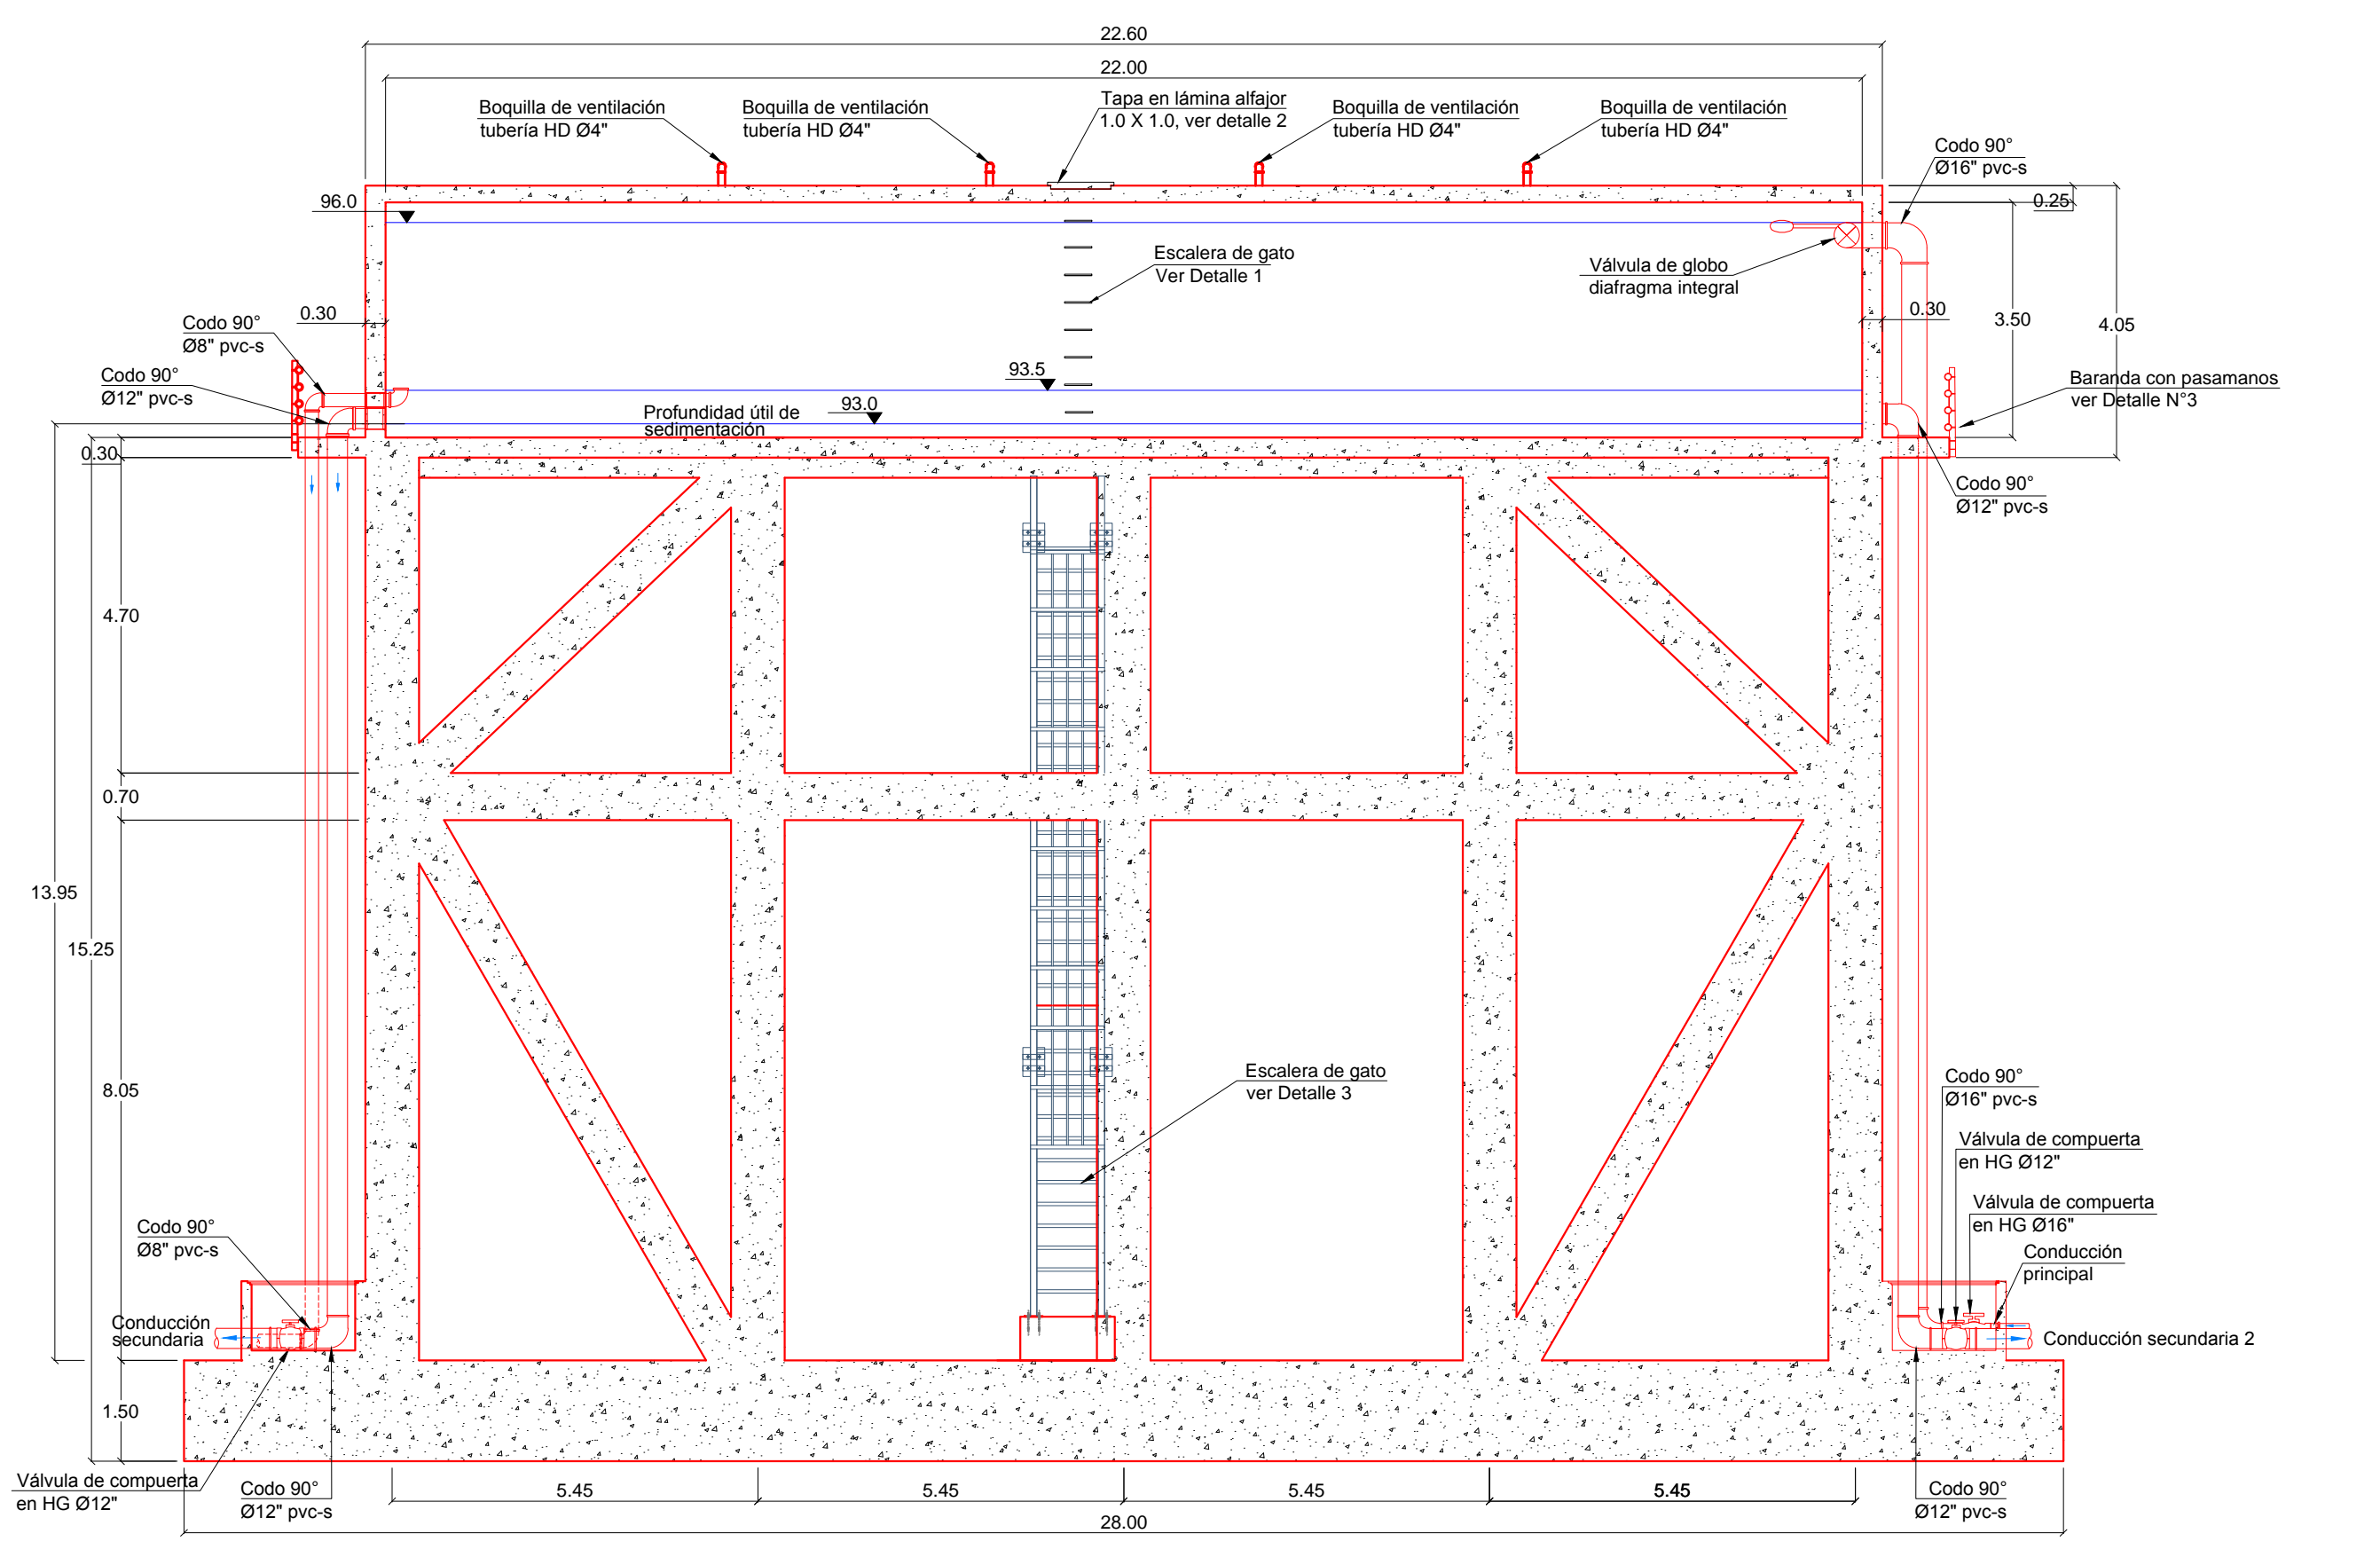 22.60
22.00
Boquilla de ventilación
tubería HD Ø4"
Boquilla de ventilación
tubería HD Ø4"
Tapa en lámina alfajor
1.0 X 1.0, ver detalle 2
Boquilla de ventilación
tubería HD Ø4"
Boquilla de ventilación
tubería HD Ø4"
Codo 90°
Ø16" pvc-s
96.0
0.25
Escalera de gato
Ver Detalle 1
Válvula de globo
diafragma integral
0.30
0.30
3.50
4.05
Codo 90°
Ø8" pvc-s
Codo 90°
Ø12" pvc-s
93.5
93.0
Profundidad útil de
sedimentación
Baranda con pasamanos
ver Detalle N°3
0.30
Codo 90°
Ø12" pvc-s
4.70
0.70
13.95
15.25
8.05
Escalera de gato
ver Detalle 3
Codo 90°
Ø16" pvc-s
Válvula de compuerta
en HG Ø12"
Válvula de compuerta
en HG Ø16"
Conducción
principal
Codo 90°
Ø8" pvc-s
Conducción
secundaria
Conducción secundaria 2
1.50
Válvula de compuerta
en HG Ø12"
Codo 90°
Ø12" pvc-s
5.45
5.45
5.45
5.45
Codo 90°
Ø12" pvc-s
28.00